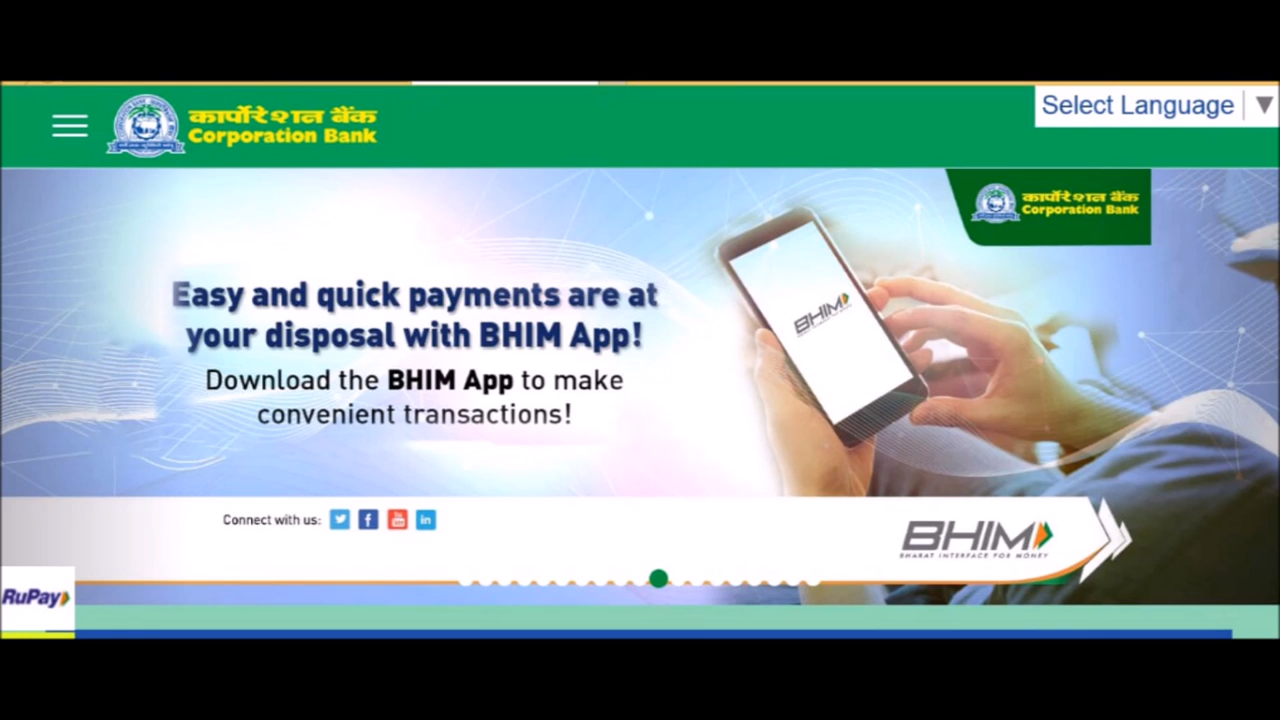 कार्पोरेशन बैंक
Corporation Bank
Select Language
कार्पोरेशन बैंक
Corporation Bank
Easy and quick payments are at
your disposal with BHIM App!
Download the BHIM App to make
convenient transactions!
BHIM
Connect with us:
BHIM
BHARAT INTERFACE FOR MONEY
RuPay